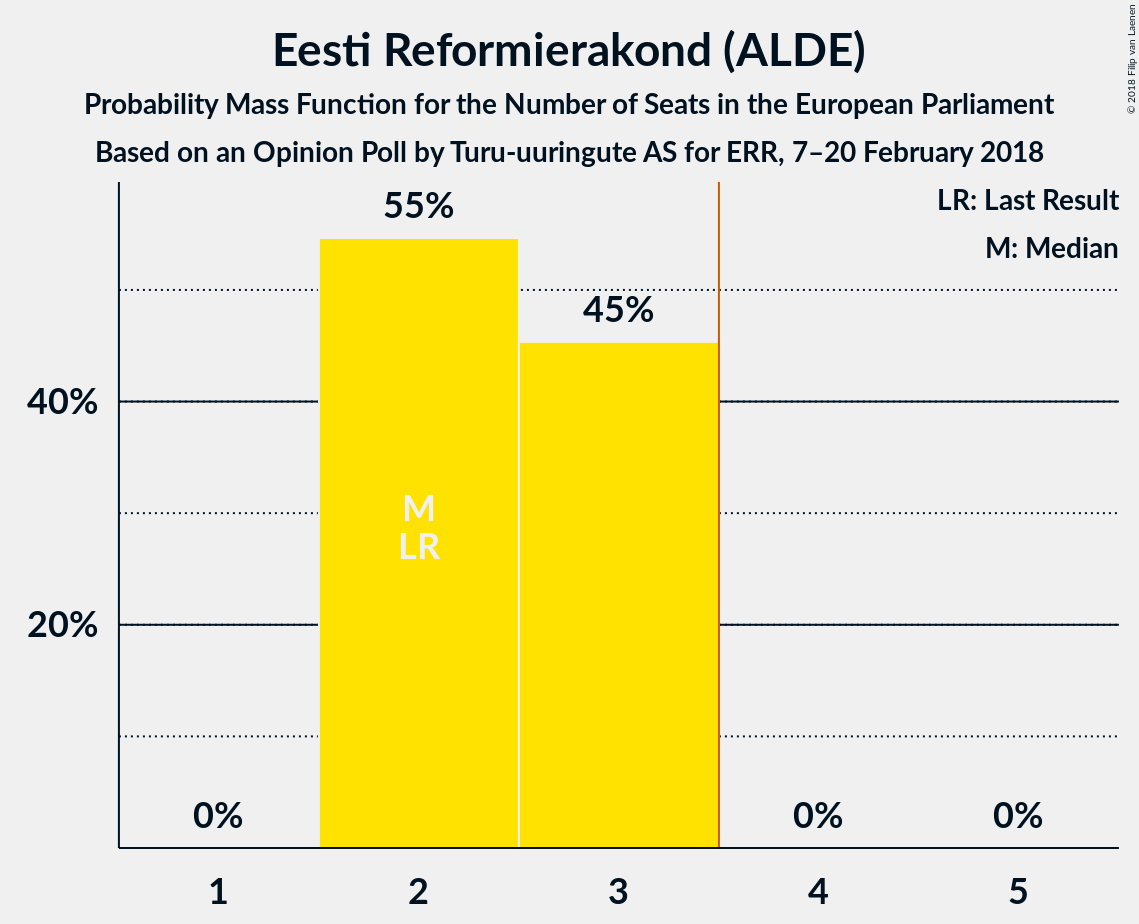 Eesti Reformierakond (ALDE)
Probability Mass Function for the Number of Seats in the European Parliament
Based on an Opinion Poll by Turu-uuringute AS for ERR, 7–20 February 2018
© 2018 Filip van Laenen
LR: Last Result
M: Median
55%
45%
40%
20%
M
LR
0%
0%
0%
1
2
3
4
5